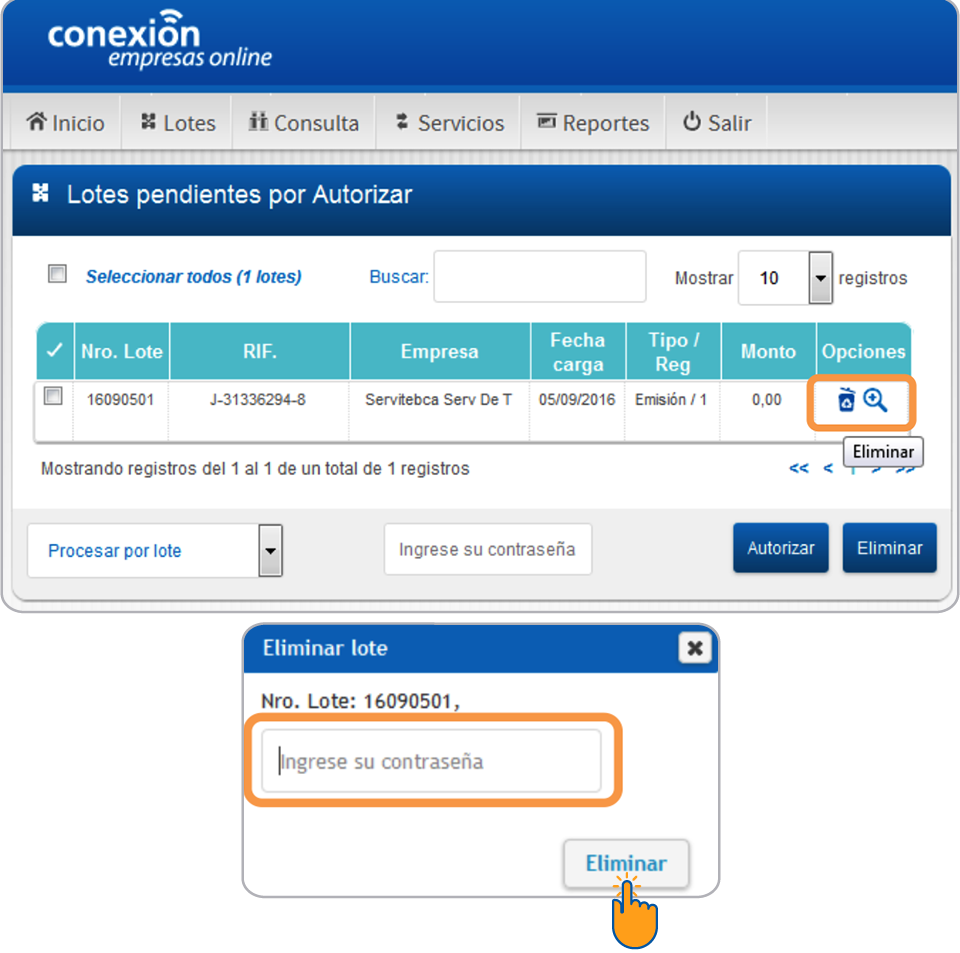 conexión
empresas online
Inicio Lotes Consulta Servicios Reportes Salir
Lotes pendientes por Autorizar
Seleccionar todos (1 lotes) Buscar: Mostrar 10 registros
Nro. Lote RIF. Empresa Fecha carga Tipo / Reg Monto Opciones
16090501 J-31336294-8 Servitebca Serv De T 05/09/2016 Emisión / 1 0,00
Eliminar
Mostrando registros del 1 al 1 de un total de 1 registros << < 1 > >>
Procesar por lote Ingrese su contraseña Autorizar Eliminar
Eliminar lote
Nro. Lote: 16090501,
Ingrese su contraseña
Eliminar